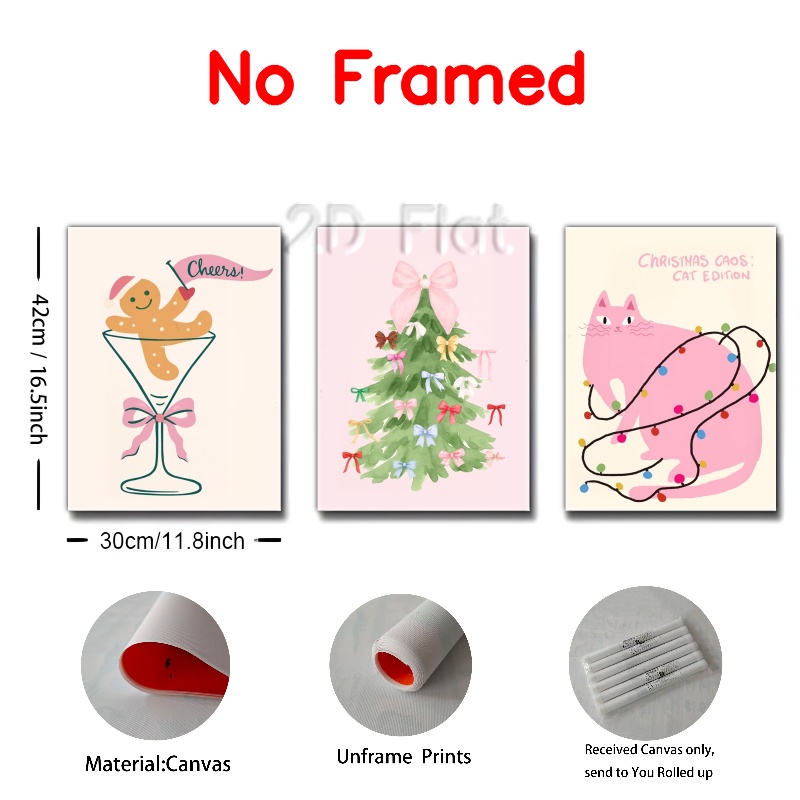 No Framed
2D Flat
Cheers!
CHRISTMAS CAOS:
CAT EDITION
42cm / 16.5inch
30cm/11.8inch
Material:Canvas
Unframe Prints
Received Canvas only,
send to You Rolled up